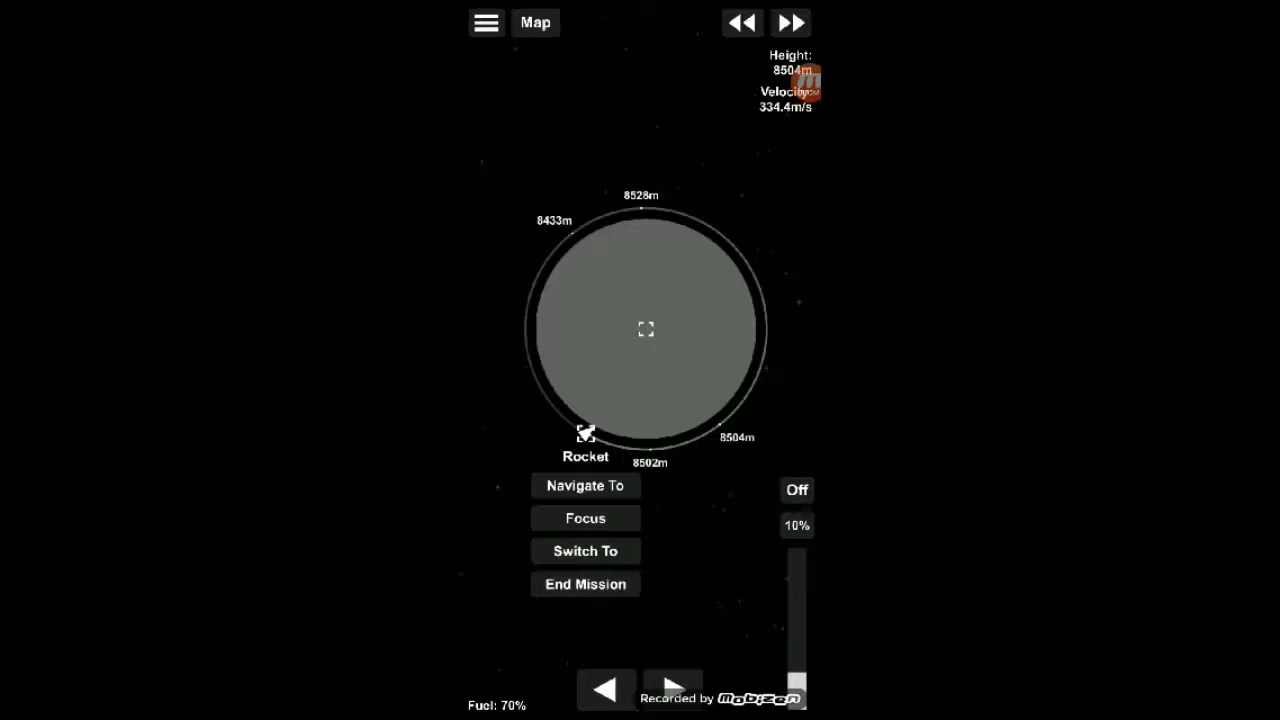 Map
Height:
8504m
Velocity:
334.4m/s
8528m
8433m
8504m
Rocket
8502m
Navigate To
Off
Focus
10%
Switch To
End Mission
Recorded by Mobizen
Fuel: 70%